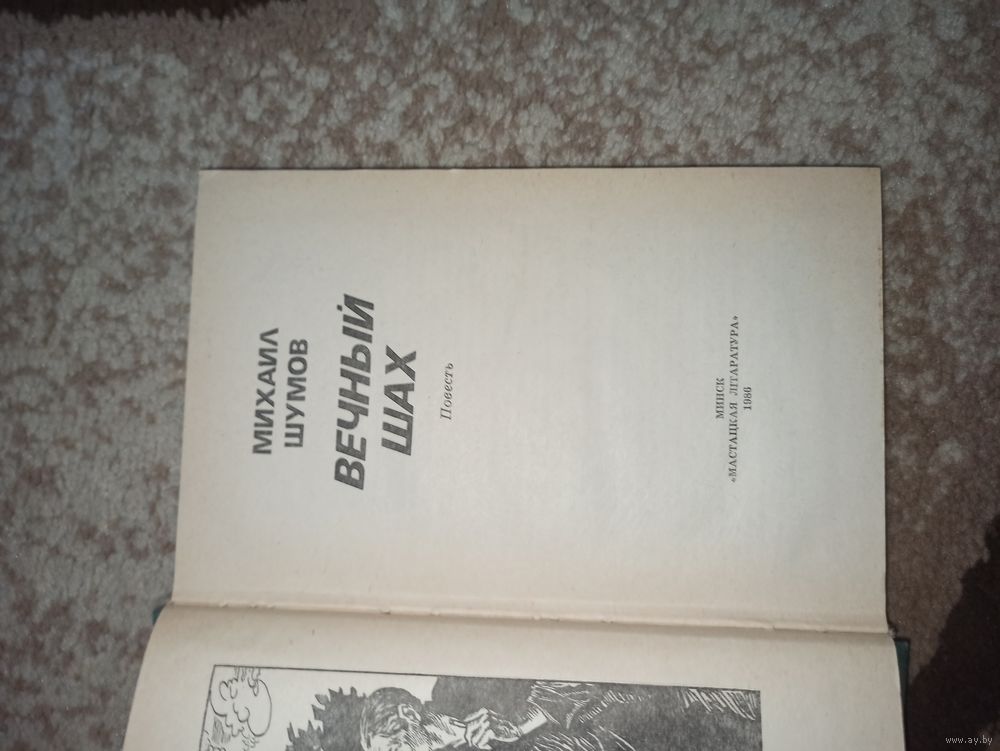 МИХАИЛ
ШУМОВ
ВЕЧНЫЙ
ШАХ
Повесть
МИНСК
«МАСТАЦКАЯ ЛІТАРАТУРА»
1986
www.ay.by